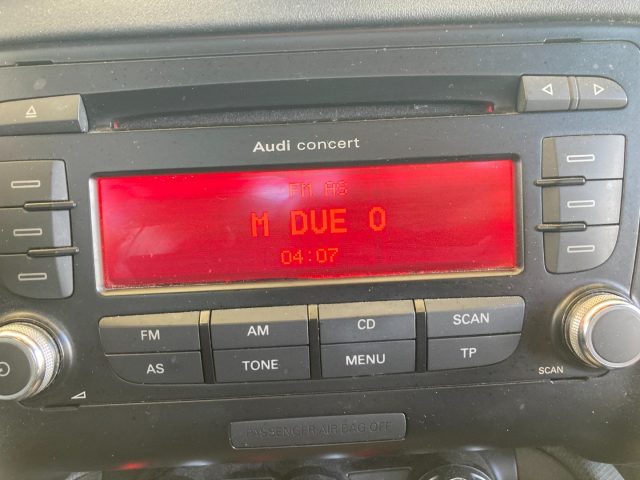 Audi concert
FM AS
M DUE O
04:07
FM AM CD SCAN
AS TONE MENU TP
SCAN
PASSENGER AIR BAG OFF